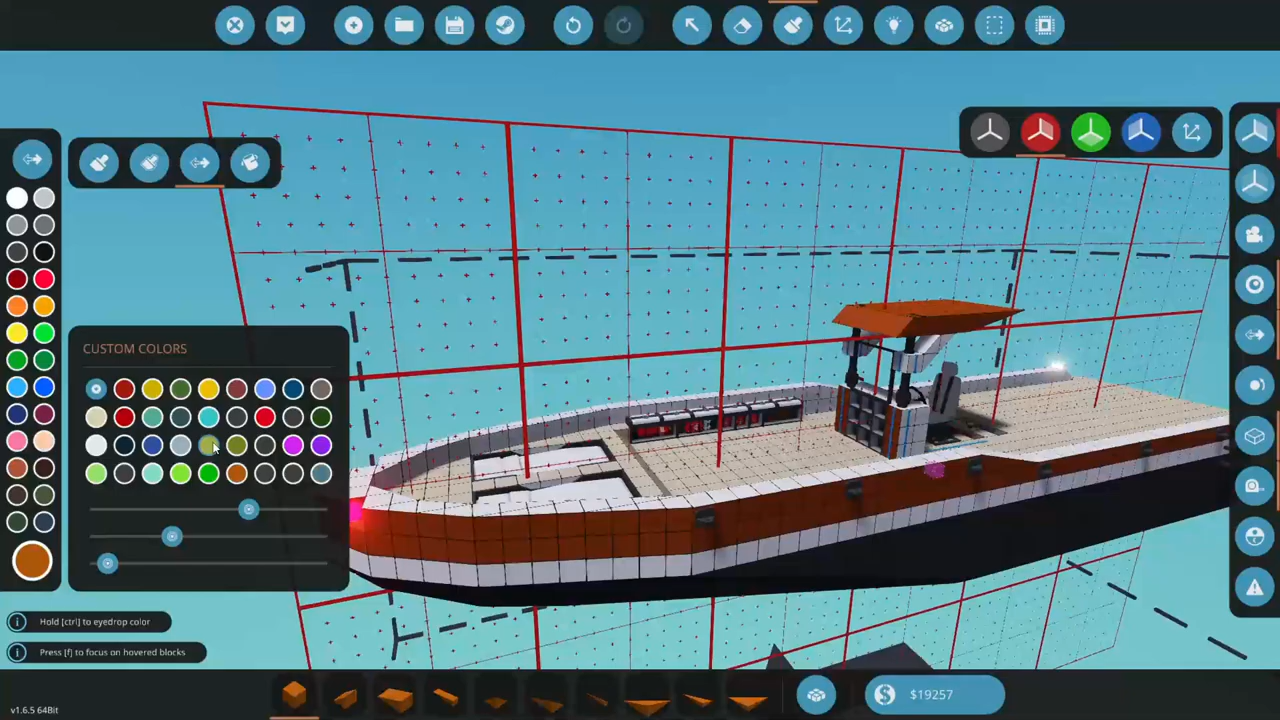 CUSTOM COLORS
Hold [ctrl] to eyedrop color
Press [f] to focus on hovered blocks
$19257
v1.6.5 64Bit